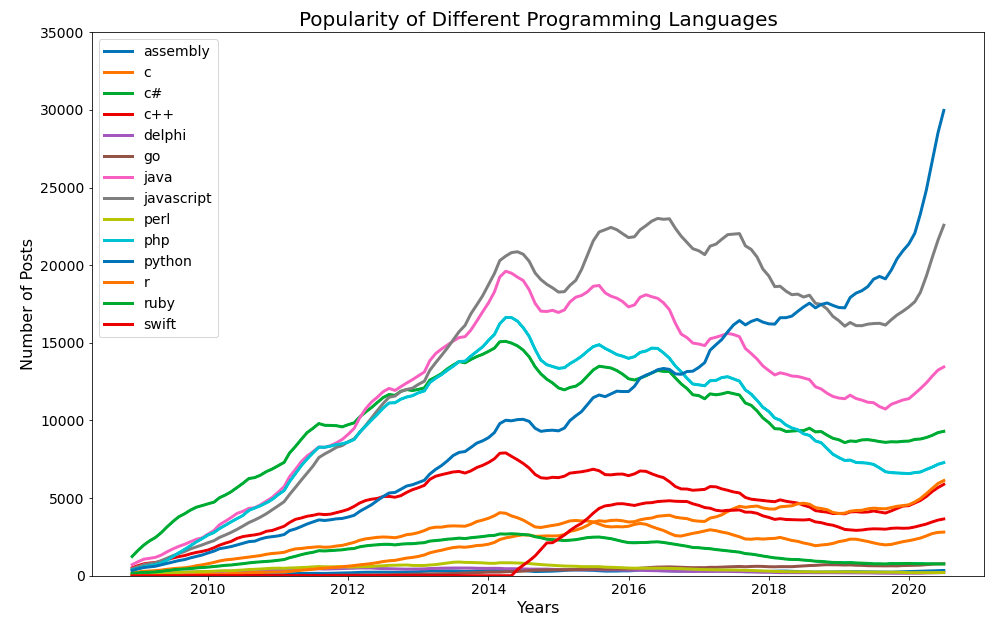 Popularity of Different Programming Languages
35000
30000
25000
20000
15000
10000
5000
0
Number of Posts
assembly
c
c#
c++
delphi
go
java
javascript
perl
php
python
r
ruby
swift
2010
2012
2014
2016
2018
2020
Years